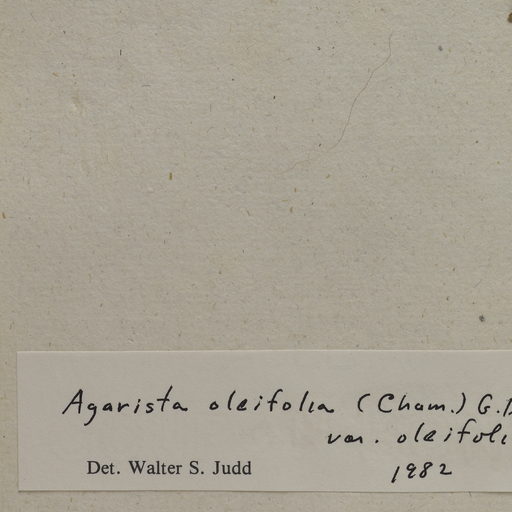 Agarista oleifolia (Cham.) G.
var. oleifoli
Det. Walter S. Judd
1982